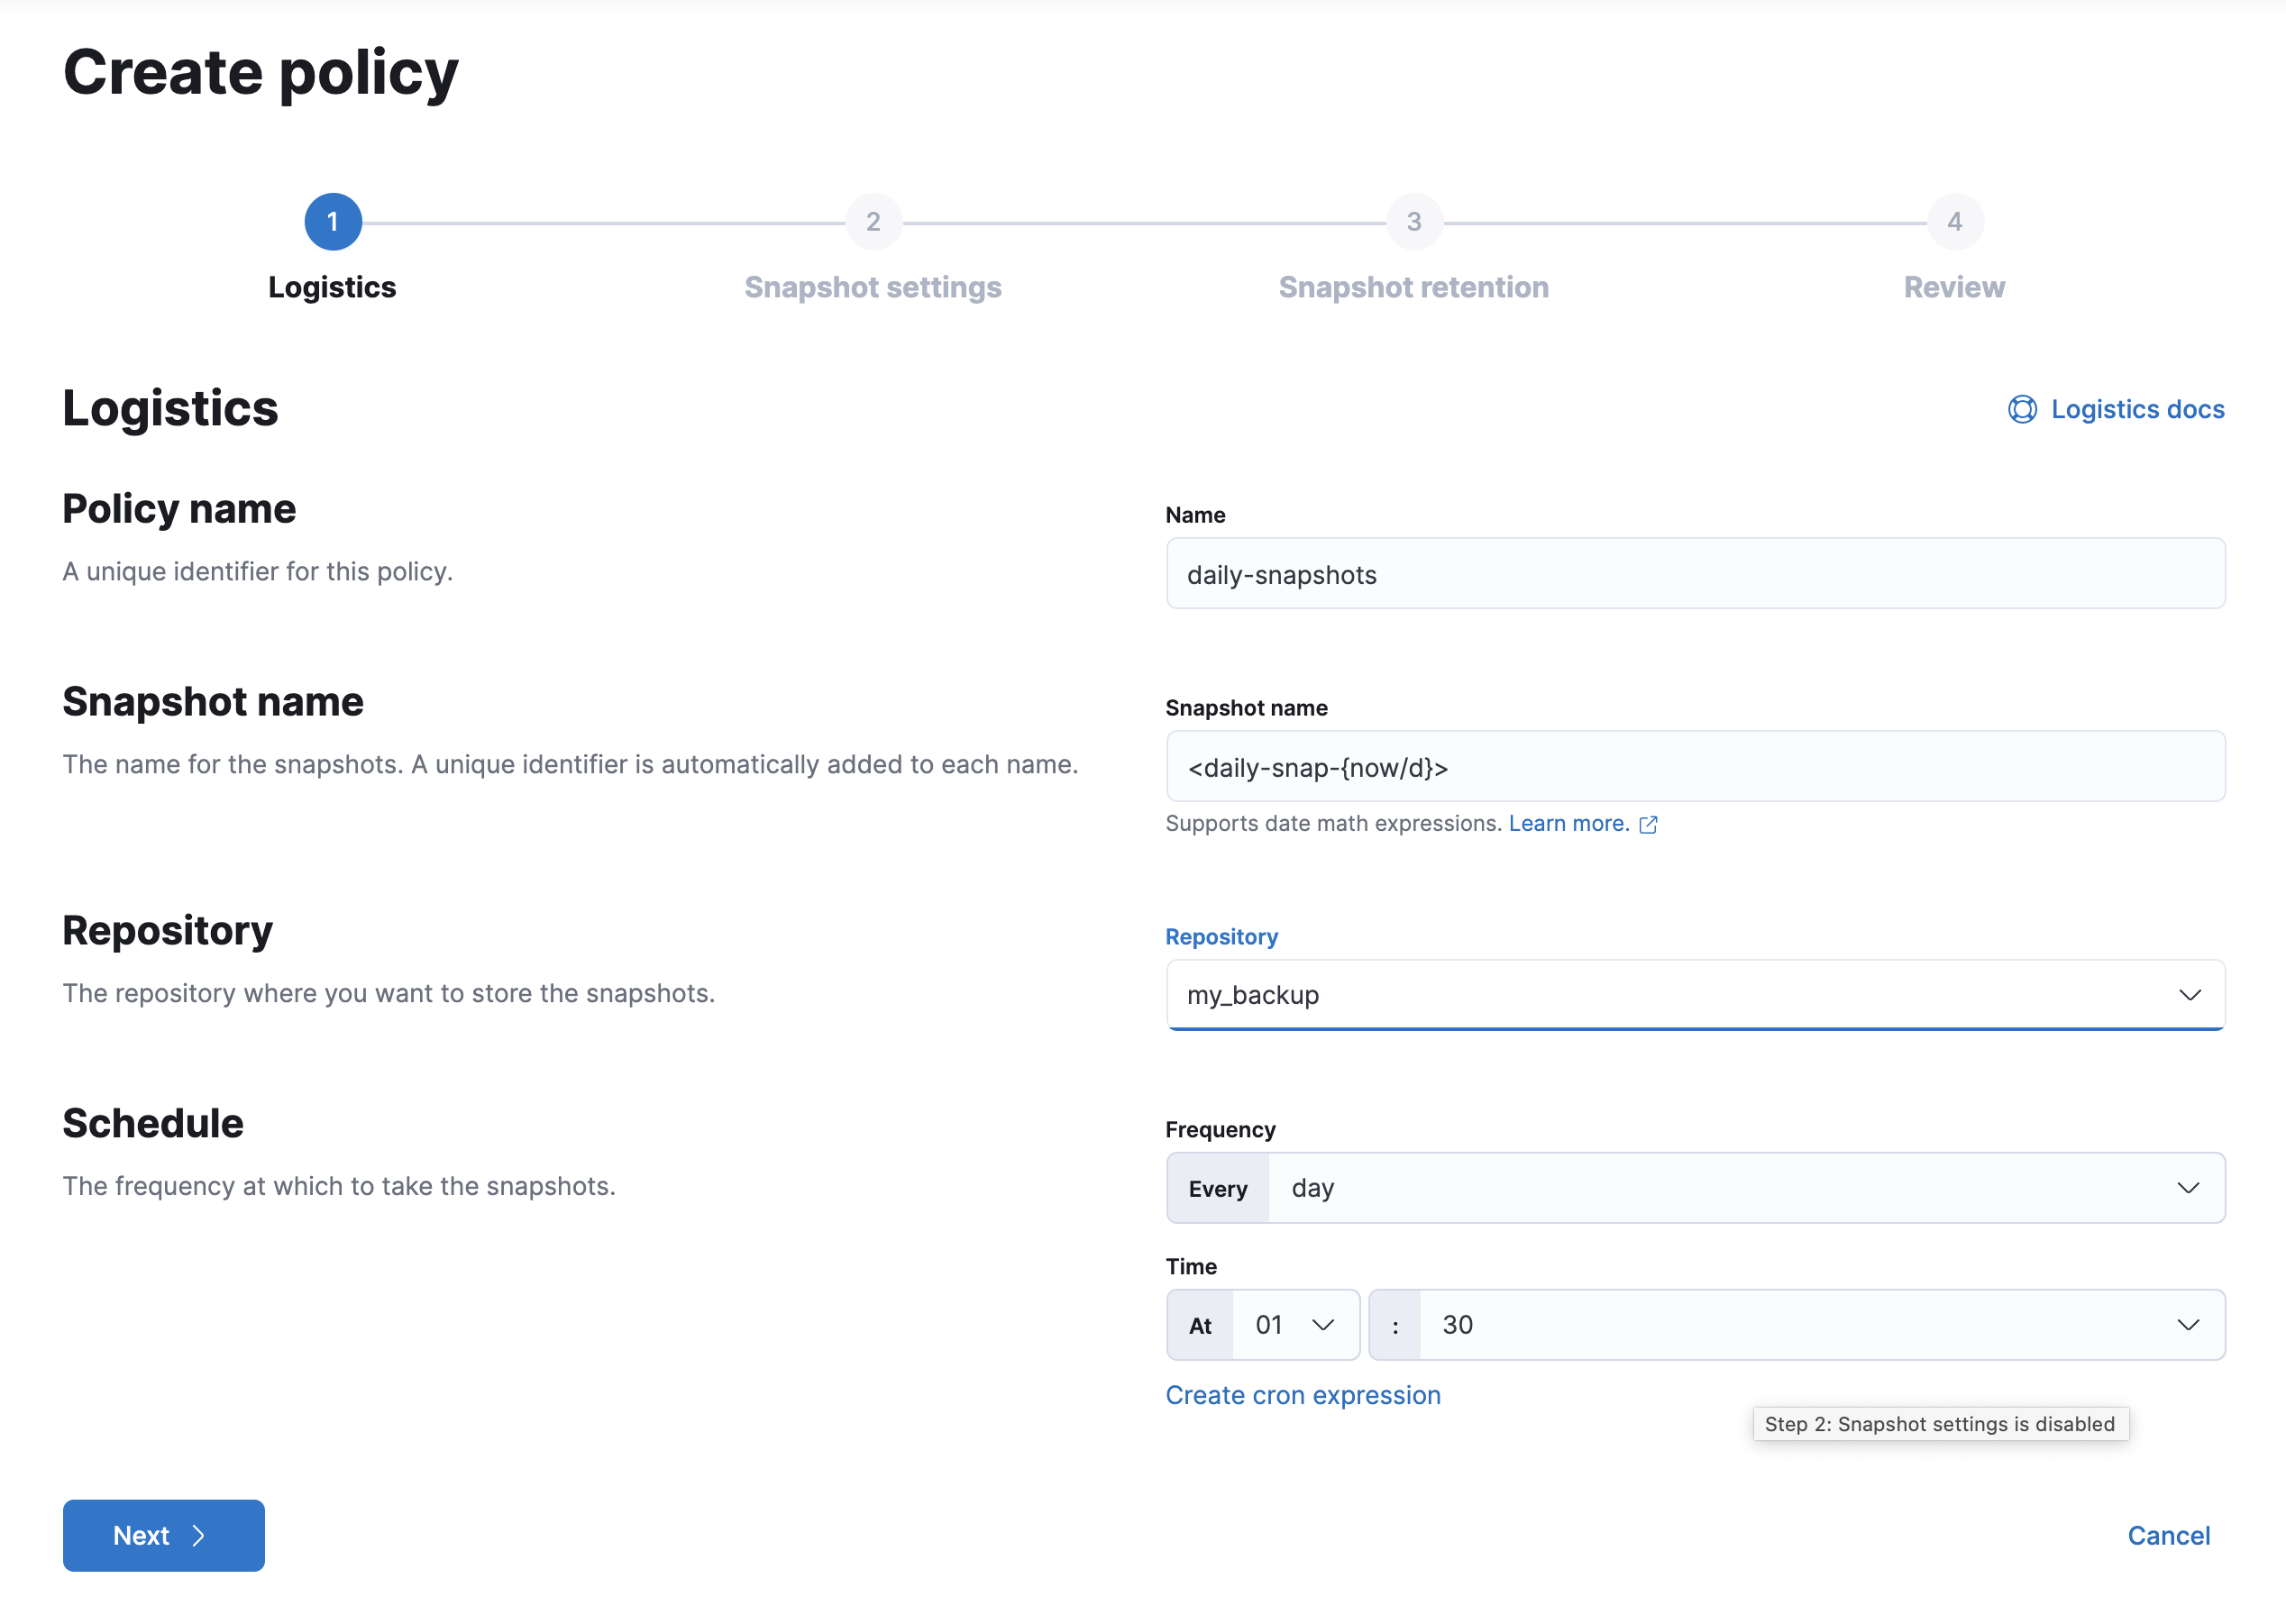 Create policy
1
2
3
4
Logistics
Snapshot settings
Snapshot retention
Review
Logistics
Logistics docs
Policy name
A unique identifier for this policy.
Name
daily-snapshots
Snapshot name
The name for the snapshots. A unique identifier is automatically added to each name.
Snapshot name
<daily-snap-{now/d}>
Supports date math expressions. Learn more.
Repository
The repository where you want to store the snapshots.
Repository
my_backup
Schedule
The frequency at which to take the snapshots.
Frequency
Every day
Time
At 01 : 30
Create cron expression
Step 2: Snapshot settings is disabled
Next
Cancel